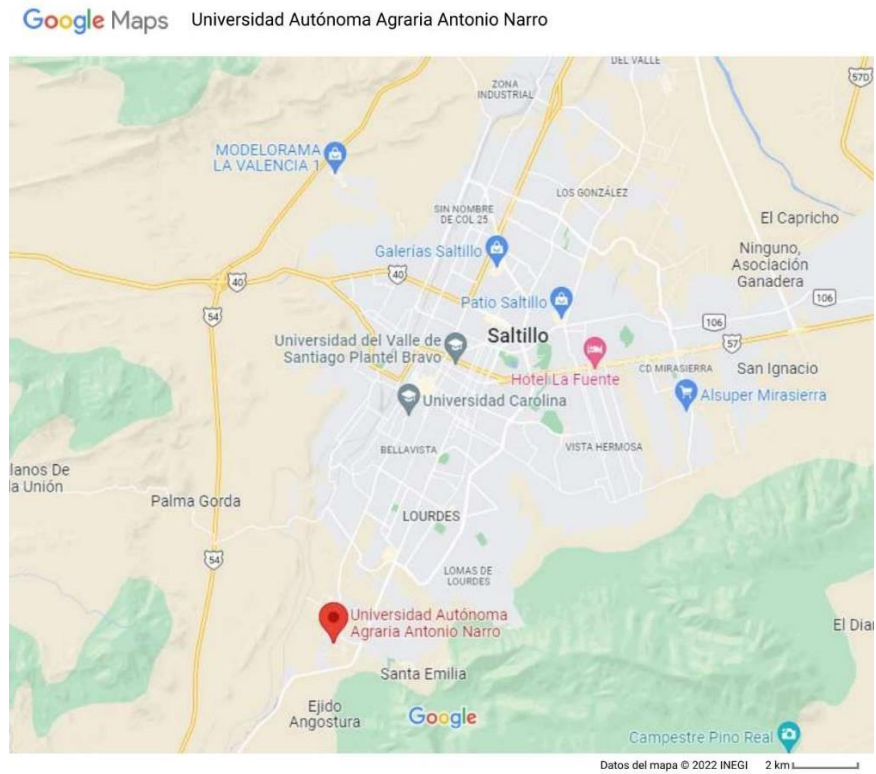 Google Maps Universidad Autónoma Agraria Antonio Narro
DEL VALLE
57D
ZONA
INDUSTRIAL
MODELORAMA
LA VALENCIA 1
LOS GONZÁLEZ
SIN NOMBRE
DE COL 25
El Capricho
Galerías Saltillo
Ninguno,
Asociación
Ganadera
40
40
106
Patio Saltillo
54
106
Universidad del Valle de
Santiago Plantel Bravo
Saltillo
57
Hotel La Fuente
CD MIRASIERRA
San Ignacio
Universidad Carolina
Alsuper Mirasierra
BELLAVISTA
VISTA HERMOSA
lanos De
la Unión
Palma Gorda
LOURDES
54
LOMAS DE
LOURDES
Universidad Autónoma
Agraria Antonio Narro
El Dia
Santa Emilia
Ejido
Angostura
Google
Campestre Pino Real
Datos del mapa © 2022 INEGI 2 km